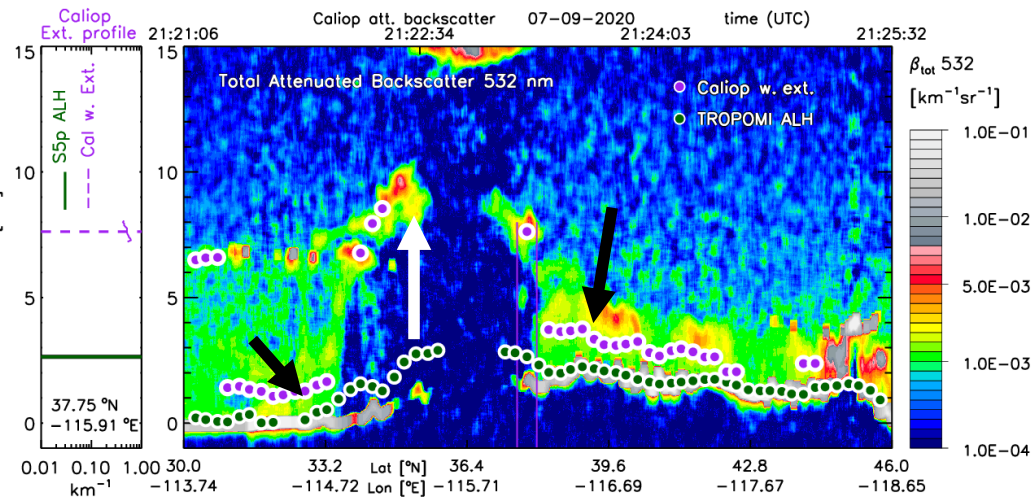 Caliop
Ext. profile
Caliop att. backscatter 07-09-2020 time (UTC)
21:21:06 21:22:34 21:24:03 21:25:32
Total Attenuated Backscatter 532 nm
Caliop w. ext.
TROPOMI ALH
S5p ALH
Cal w. Ext.
15
10
5
0
37.75 °N
-115.91 °E
0.01 0.10 1.00
km⁻¹
15
10
5
0
30.0 33.2 Lat [°N] 36.4 39.6 42.8 46.0
-113.74 -114.72 Lon [°E] -115.71 -116.69 -117.67 -118.65
βtot 532
[km⁻¹sr⁻¹]
1.0E-01
1.0E-02
5.0E-03
1.0E-03
1.0E-04